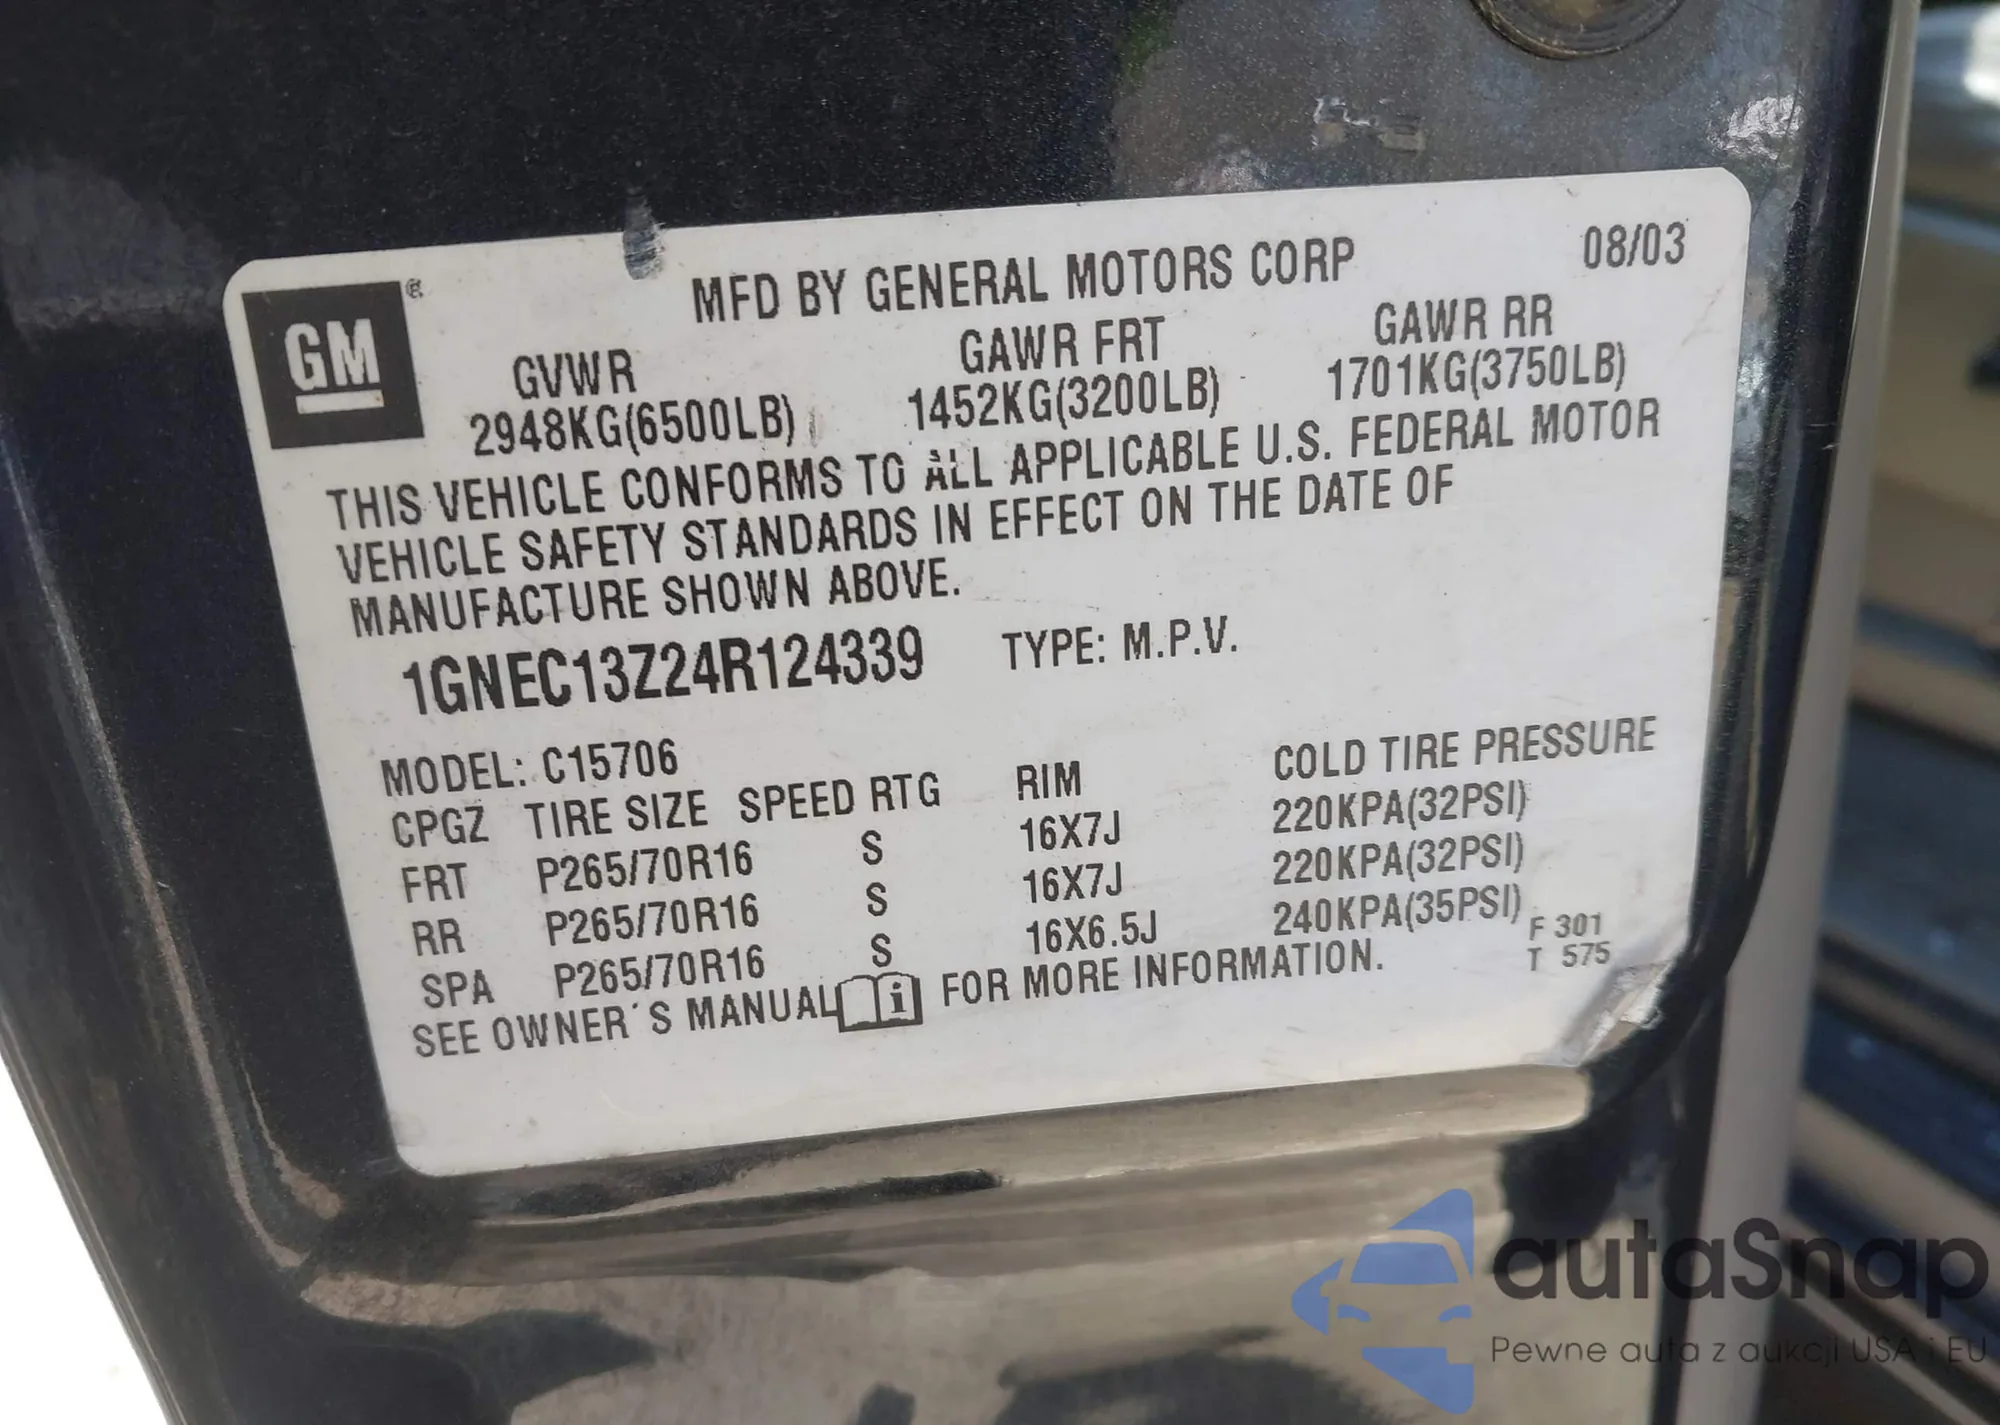 GM ®
MFD BY GENERAL MOTORS CORP 08/03
GVWR GAWR FRT GAWR RR
2948KG(6500LB) 1452KG(3200LB) 1701KG(3750LB)
THIS VEHICLE CONFORMS TO ALL APPLICABLE U.S. FEDERAL MOTOR
VEHICLE SAFETY STANDARDS IN EFFECT ON THE DATE OF
MANUFACTURE SHOWN ABOVE.
1GNEC13Z24R124339 TYPE: M.P.V.
MODEL: C15706
CPGZ TIRE SIZE SPEED RTG RIM COLD TIRE PRESSURE
FRT P265/70R16 S 16X7J 220KPA(32PSI)
RR P265/70R16 S 16X7J 220KPA(32PSI)
SPA P265/70R16 S 16X6.5J 240KPA(35PSI)
SEE OWNER'S MANUAL i FOR MORE INFORMATION.
F 301
T 575
autaSnap
Pewne auta z aukcji USA i EU